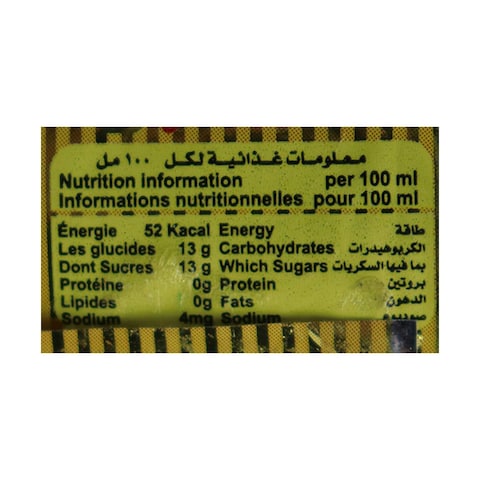 معلومات غذائية لكل ١٠٠ مل
Nutrition information per 100 ml
Informations nutritionnelles pour 100 ml
Énergie 52 Kacal Energy طاقة
Les glucides 13 g Carbohydrates الكربوهيدرات
Dont Sucres 13 g Which Sugars بما فيها السكريات
Protéine 0g Protein بروتين
Lipides 0g Fats الدهون
Sodium 4mg Sodium صوديوم